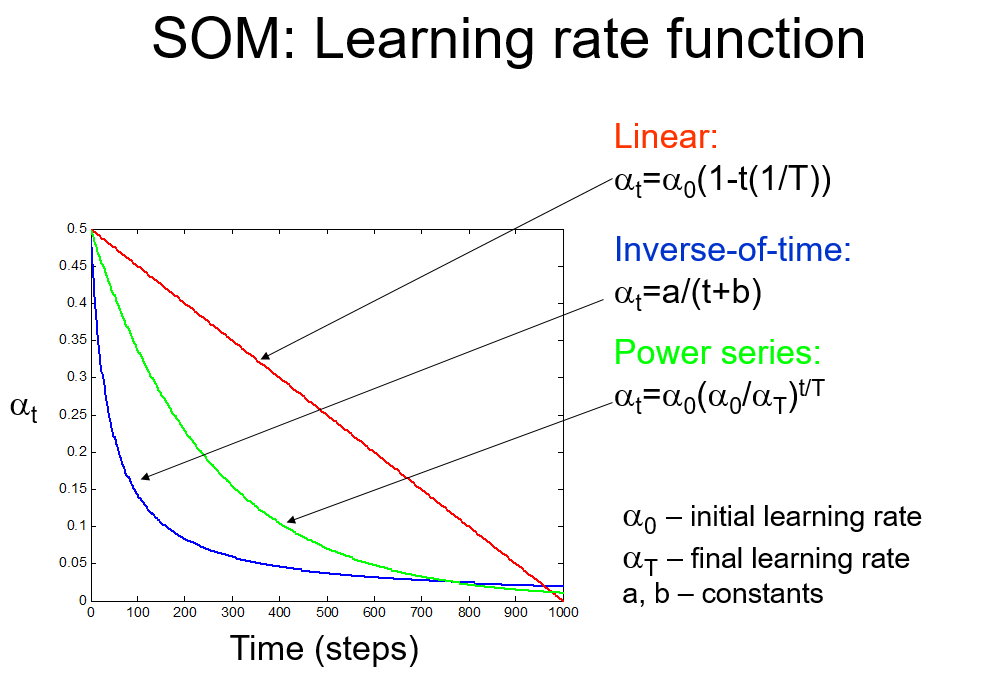 SOM: Learning rate function
Linear:
αt=α0(1-t(1/T))
Inverse-of-time:
αt=a/(t+b)
Power series:
αt=α0(α0/αT)t/T
α0 – initial learning rate
αT – final learning rate
a, b – constants
αt
0.5
0.45
0.4
0.35
0.3
0.25
0.2
0.15
0.1
0.05
0
0 100 200 300 400 500 600 700 800 900 1000
Time (steps)